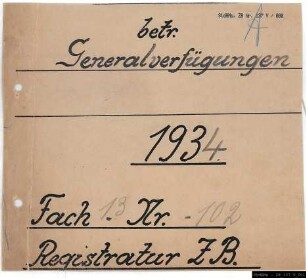 A
betr.
Generalverfügungen
1934.
Fach 13 Nr. -102
Registratur Z.B.